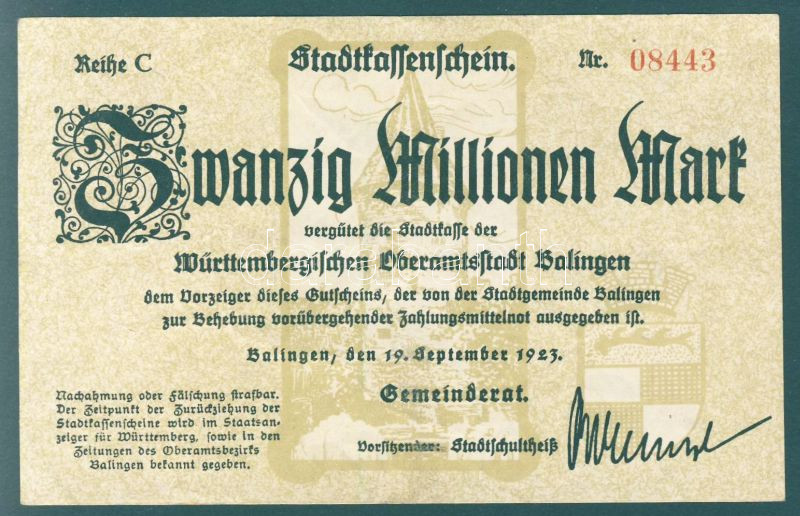 Reihe C
Stadtkassenschein.
Nr. 08443
Zwanzig Millionen Mark
vergütet die Stadtkasse der
Württembergischen Oberamtsstadt Balingen
dem Vorzeiger dieses Gutscheins, der von der Stadtgemeinde Balingen
zur Behebung vorübergehender Zahlungsmittelnot ausgegeben ist.
Balingen, den 19. September 1923.
Gemeinderat.
Vorsitzender: Stadtschultheiß
Nachahmung oder Fälschung strafbar.
Der Zeitpunkt der Zurückziehung der
Stadtkassenscheine wird im Staatsan-
zeiger für Württemberg, sowie in den
Zeitungen des Oberamtsbezirks
Balingen bekannt gegeben.